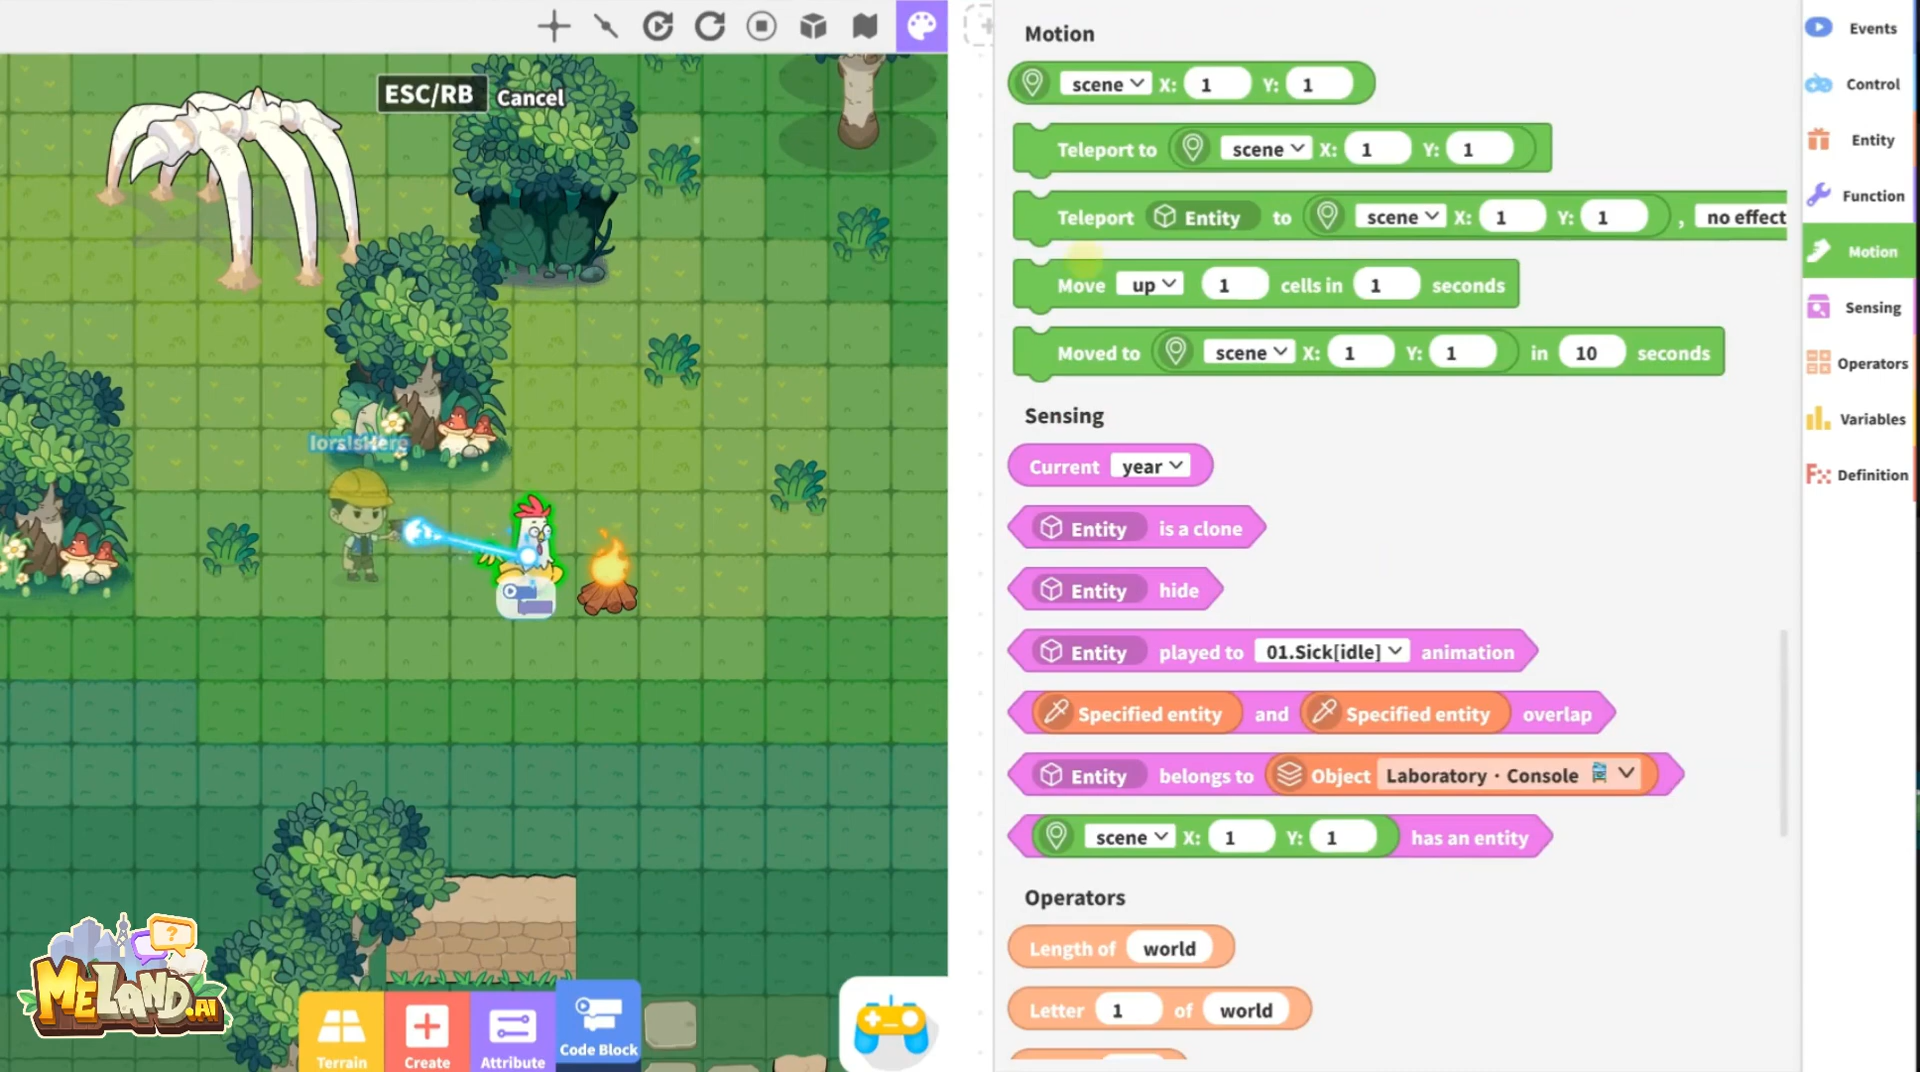 ESC/RB Cancel
IorsIsHere
MELAND.AI
Terrain
Create
Attribute
Code Block
Motion
scene X: 1 Y: 1
Teleport to scene X: 1 Y: 1
Teleport Entity to scene X: 1 Y: 1 , no effect
Move up 1 cells in 1 seconds
Moved to scene X: 1 Y: 1 in 10 seconds
Sensing
Current year
Entity is a clone
Entity hide
Entity played to 01.Sick[idle] animation
Specified entity and Specified entity overlap
Entity belongs to Object Laboratory · Console
scene X: 1 Y: 1 has an entity
Operators
Length of world
Letter 1 of world
Events
Control
Entity
Function
Motion
Sensing
Operators
Variables
Fx Definition